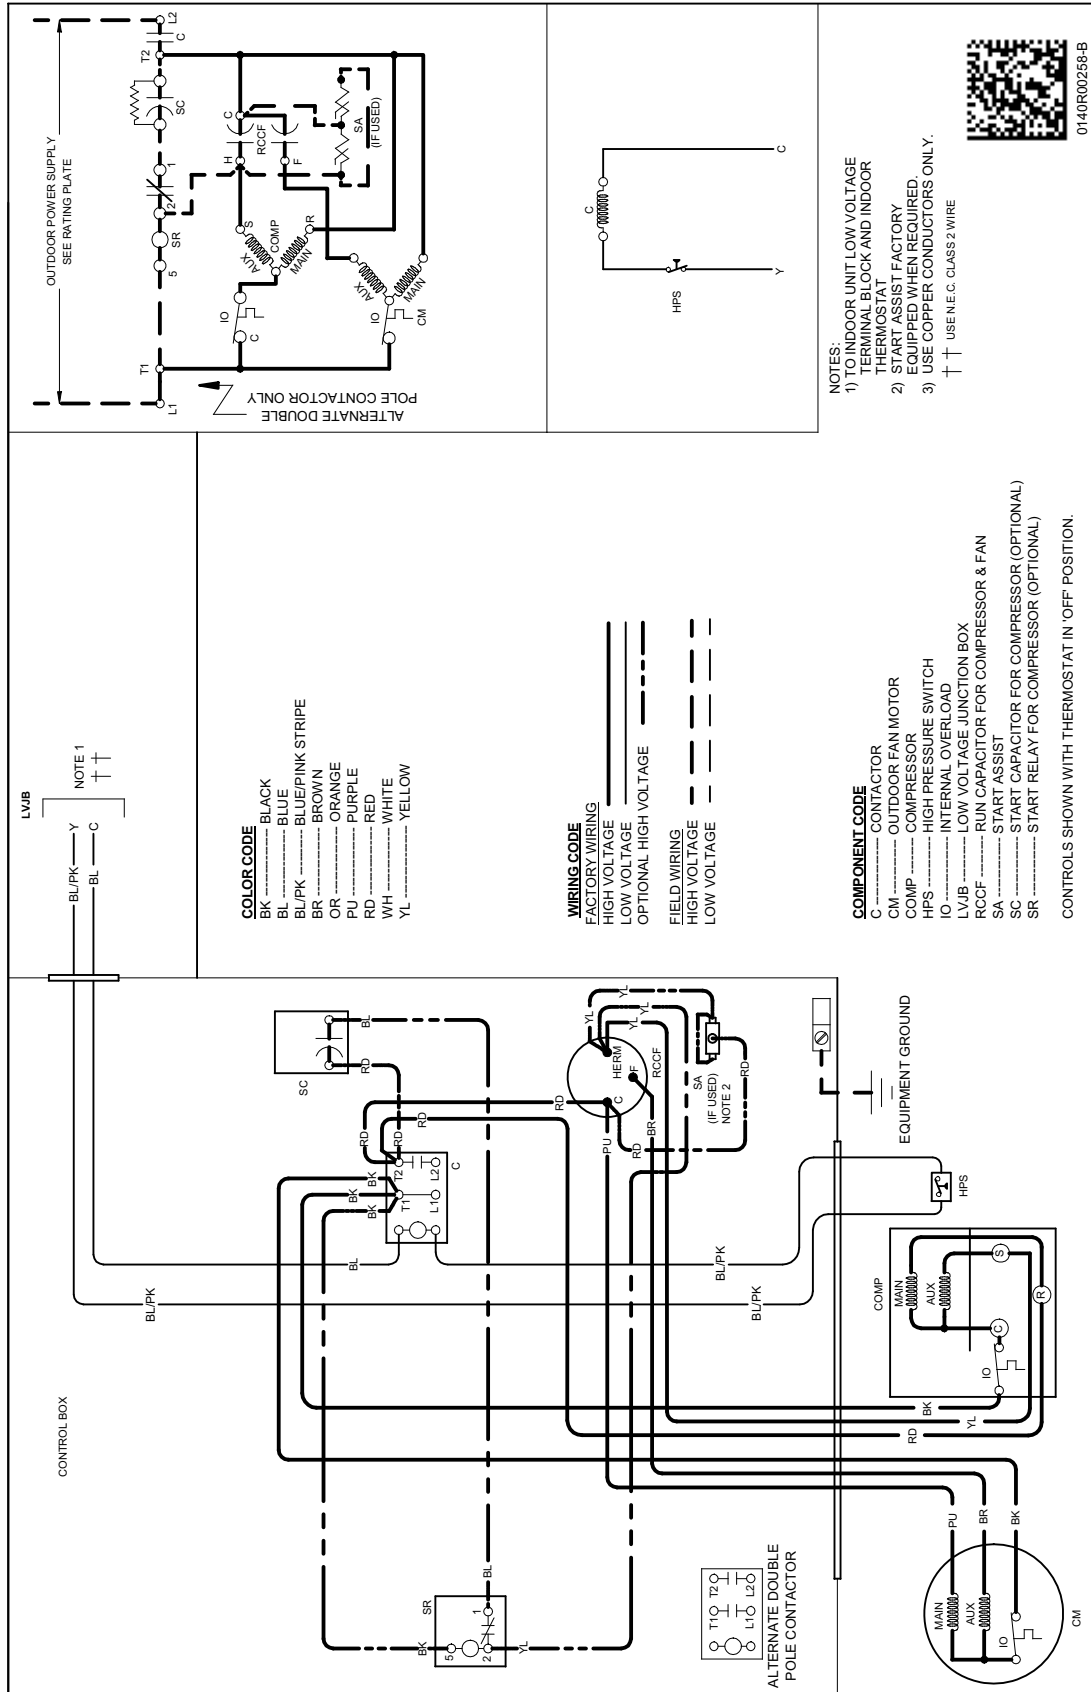 CONTROL BOX
LVJB
NOTE 1
††
BL/PK
Y
BL
C
BL/PK
BL
BL/PK
BL/PK
SC
RD
BL
RD
RD
RD
RD
BK
BK
BK
T2
T1
L2
L1
C
RD
PU
BR
RD
YL
YL
YL
YL
HERM
F
C
RCCF
SA
(IF USED)
NOTE 2
RD
SR
BK
BL
YL
5
1
2
T1
T2
L1
L2
ALTERNATE DOUBLE
POLE CONTACTOR
EQUIPMENT GROUND
HPS
COMP
MAIN
AUX
S
R
C
IO
BK
YL
RD
PU
BR
BK
MAIN
AUX
IO
CM
COLOR CODE
BK ---------- BLACK
BL ---------- BLUE
BL/PK ---------- BLUE/PINK STRIPE
BR ---------- BROWN
OR ---------- ORANGE
PU ---------- PURPLE
RD ---------- RED
WH ---------- WHITE
YL ---------- YELLOW
WIRING CODE
FACTORY WIRING
HIGH VOLTAGE
LOW VOLTAGE
OPTIONAL HIGH VOLTAGE
FIELD WIRING
HIGH VOLTAGE
LOW VOLTAGE
COMPONENT CODE
C ---------- CONTACTOR
CM ---------- OUTDOOR FAN MOTOR
COMP ---------- COMPRESSOR
HPS ---------- HIGH PRESSURE SWITCH
IO ---------- INTERNAL OVERLOAD
LVJB ---------- LOW VOLTAGE JUNCTION BOX
RCCF ---------- RUN CAPACITOR FOR COMPRESSOR & FAN
SA ---------- START ASSIST
SC ---------- START CAPACITOR FOR COMPRESSOR (OPTIONAL)
SR ---------- START RELAY FOR COMPRESSOR (OPTIONAL)
CONTROLS SHOWN WITH THERMOSTAT IN 'OFF' POSITION.
OUTDOOR POWER SUPPLY
SEE RATING PLATE
L1
T1
5
SR
2
1
SC
T2
C
L2
ALTERNATE DOUBLE
POLE CONTACTOR ONLY
IO
C
AUX
COMP
MAIN
S
R
H
C
RCCF
F
SA
(IF USED)
IO
AUX
MAIN
CM
C
HPS
Y
C
NOTES:
1) TO INDOOR UNIT LOW VOLTAGE
TERMINAL BLOCK AND INDOOR
THERMOSTAT
2) START ASSIST FACTORY
EQUIPPED WHEN REQUIRED.
3) USE COPPER CONDUCTORS ONLY.
†† USE N.E.C. CLASS 2 WIRE
0140R00258-B